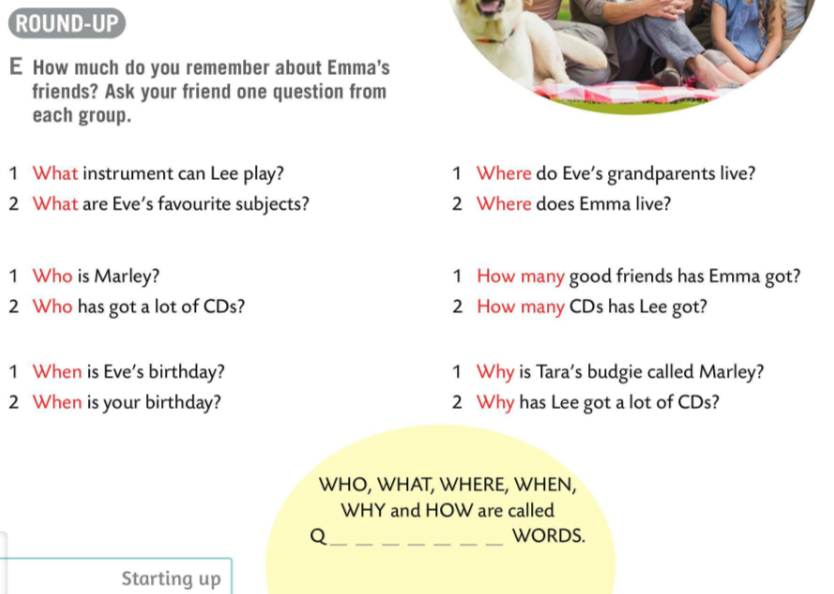 ROUND-UP
E How much do you remember about Emma's
friends? Ask your friend one question from
each group.
1 What instrument can Lee play?
2 What are Eve's favourite subjects?
1 Where do Eve's grandparents live?
2 Where does Emma live?
1 Who is Marley?
2 Who has got a lot of CDs?
1 How many good friends has Emma got?
2 How many CDs has Lee got?
1 When is Eve's birthday?
2 When is your birthday?
1 Why is Tara's budgie called Marley?
2 Why has Lee got a lot of CDs?
WHO, WHAT, WHERE, WHEN,
WHY and HOW are called
Q_ _ _ _ _ _ _ WORDS.
Starting up